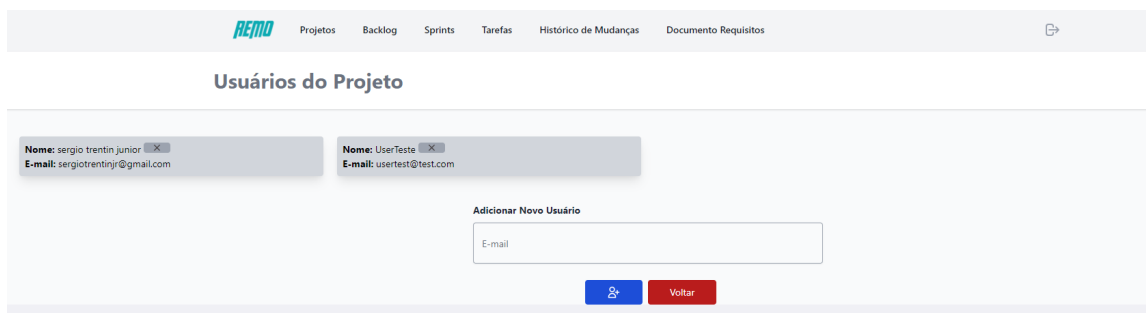 REMO Projetos Backlog Sprints Tarefas Histórico de Mudanças Documento Requisitos
Usuários do Projeto
Nome: sergio trentin junior
E-mail: sergiotrentinjr@gmail.com
Nome: UserTeste
E-mail: usertest@test.com
Adicionar Novo Usuário
E-mail
Voltar